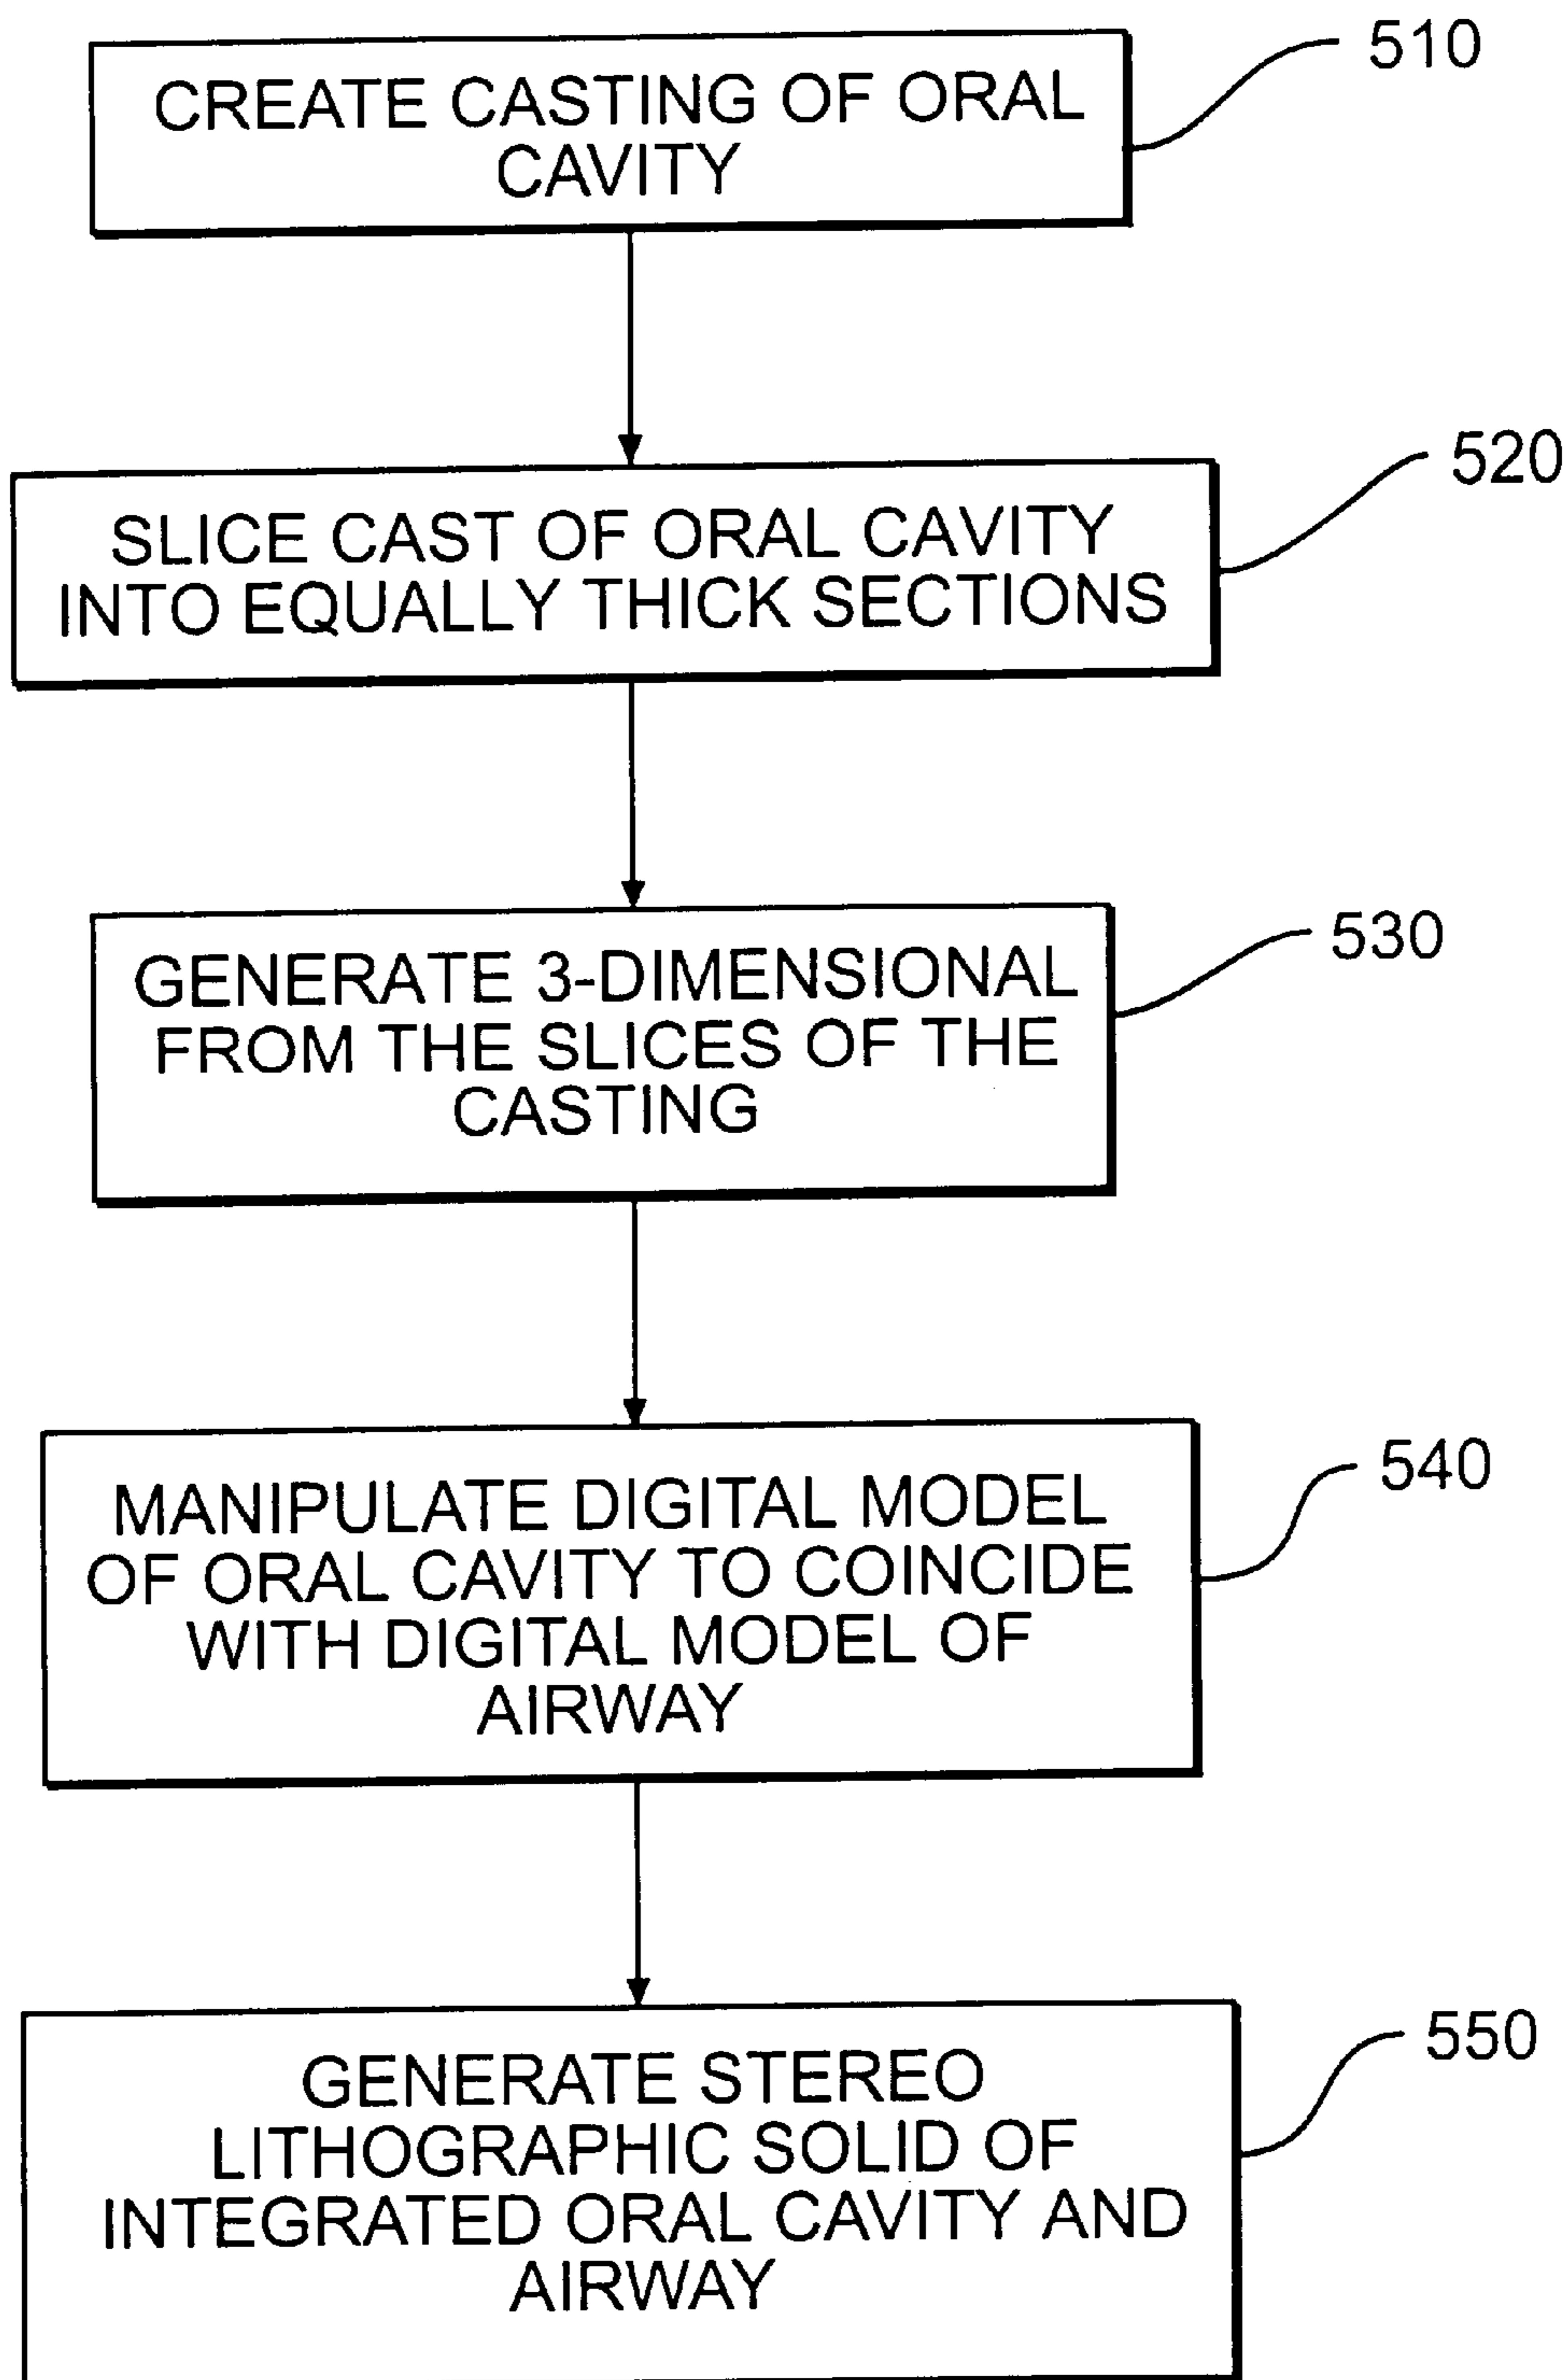 510
CREATE CASTING OF ORAL
CAVITY
520
SLICE CAST OF ORAL CAVITY
INTO EQUALLY THICK SECTIONS
530
GENERATE 3-DIMENSIONAL
FROM THE SLICES OF THE
CASTING
540
MANIPULATE DIGITAL MODEL
OF ORAL CAVITY TO COINCIDE
WITH DIGITAL MODEL OF
AIRWAY
550
GENERATE STEREO
LITHOGRAPHIC SOLID OF
INTEGRATED ORAL CAVITY AND
AIRWAY